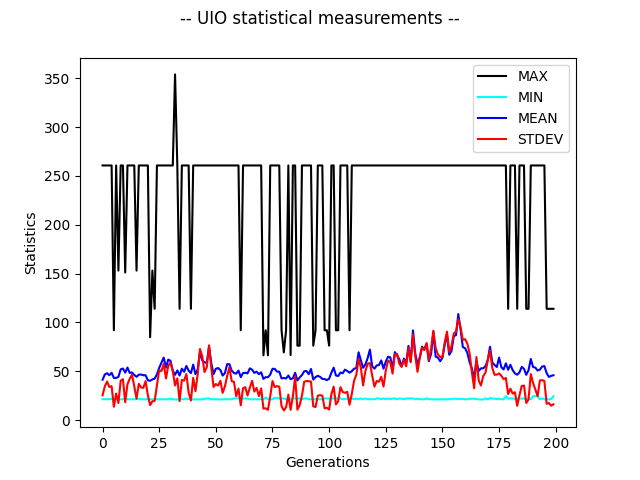 -- UIO statistical measurements --
MAX
MIN
MEAN
STDEV
Statistics
350
300
250
200
150
100
50
0
0 25 50 75 100 125 150 175 200
Generations